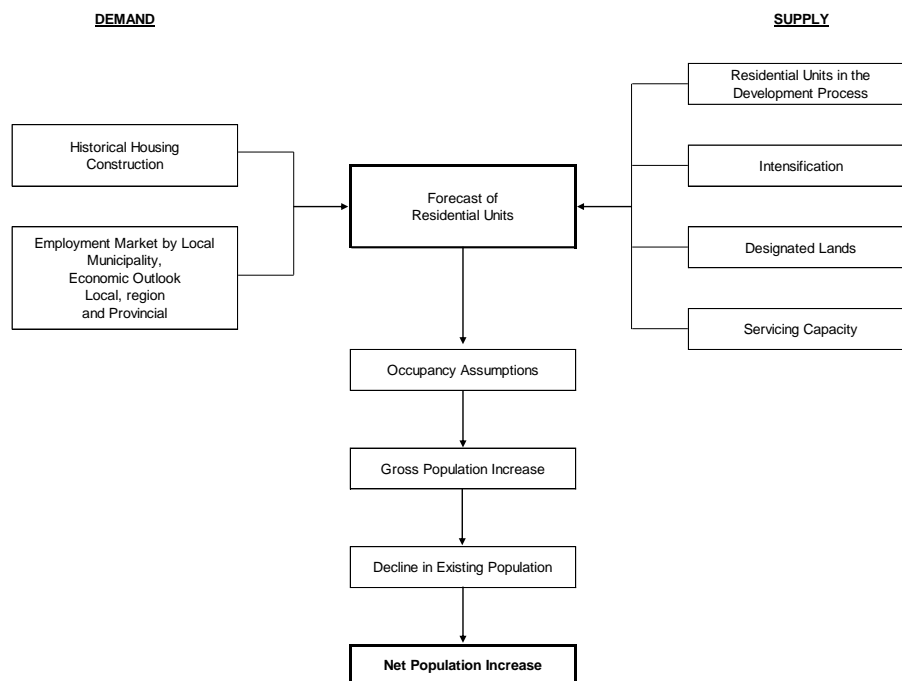 DEMAND
SUPPLY
Residential Units in the
Development Process
Historical Housing
Construction
Intensification
Forecast of
Residential Units
Employment Market by Local
Municipality,
Economic Outlook
Local, region
and Provincial
Designated Lands
Servicing Capacity
Occupancy Assumptions
Gross Population Increase
Decline in Existing Population
Net Population Increase